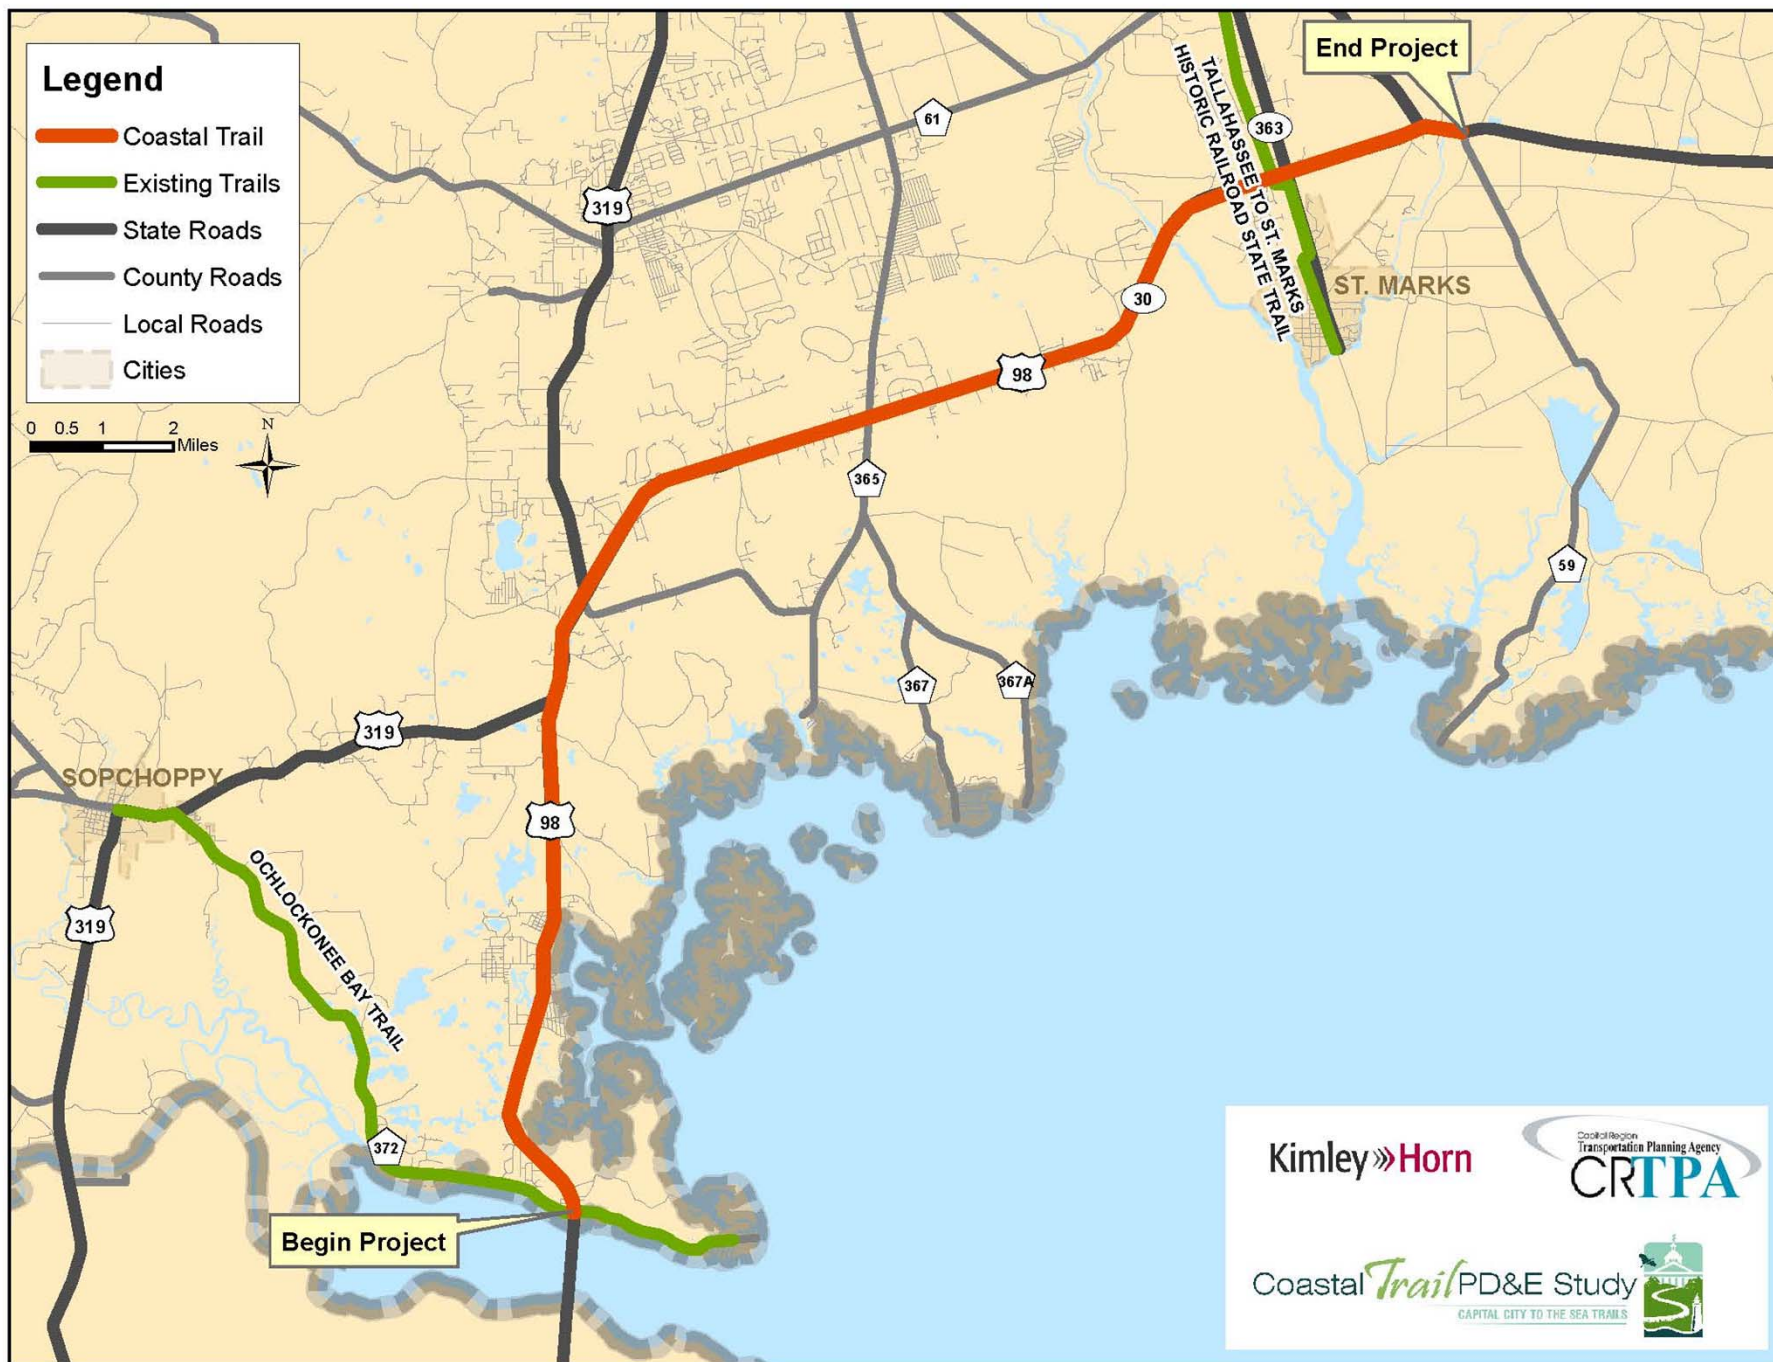 Legend
Coastal Trail
Existing Trails
State Roads
County Roads
Local Roads
Cities
0 0.5 1 2
Miles
N
End Project
TALLAHASSEE TO ST. MARKS
HISTORIC RAILROAD STATE TRAIL
363
61
319
30
ST. MARKS
98
365
59
367
367A
319
SOPCHOPPY
98
319
OCHLOCKONEE BAY TRAIL
372
Begin Project
Kimley»Horn
Capital Region
Transportation Planning Agency
CRTPA
Coastal Trail PD&E Study
CAPITAL CITY TO THE SEA TRAILS